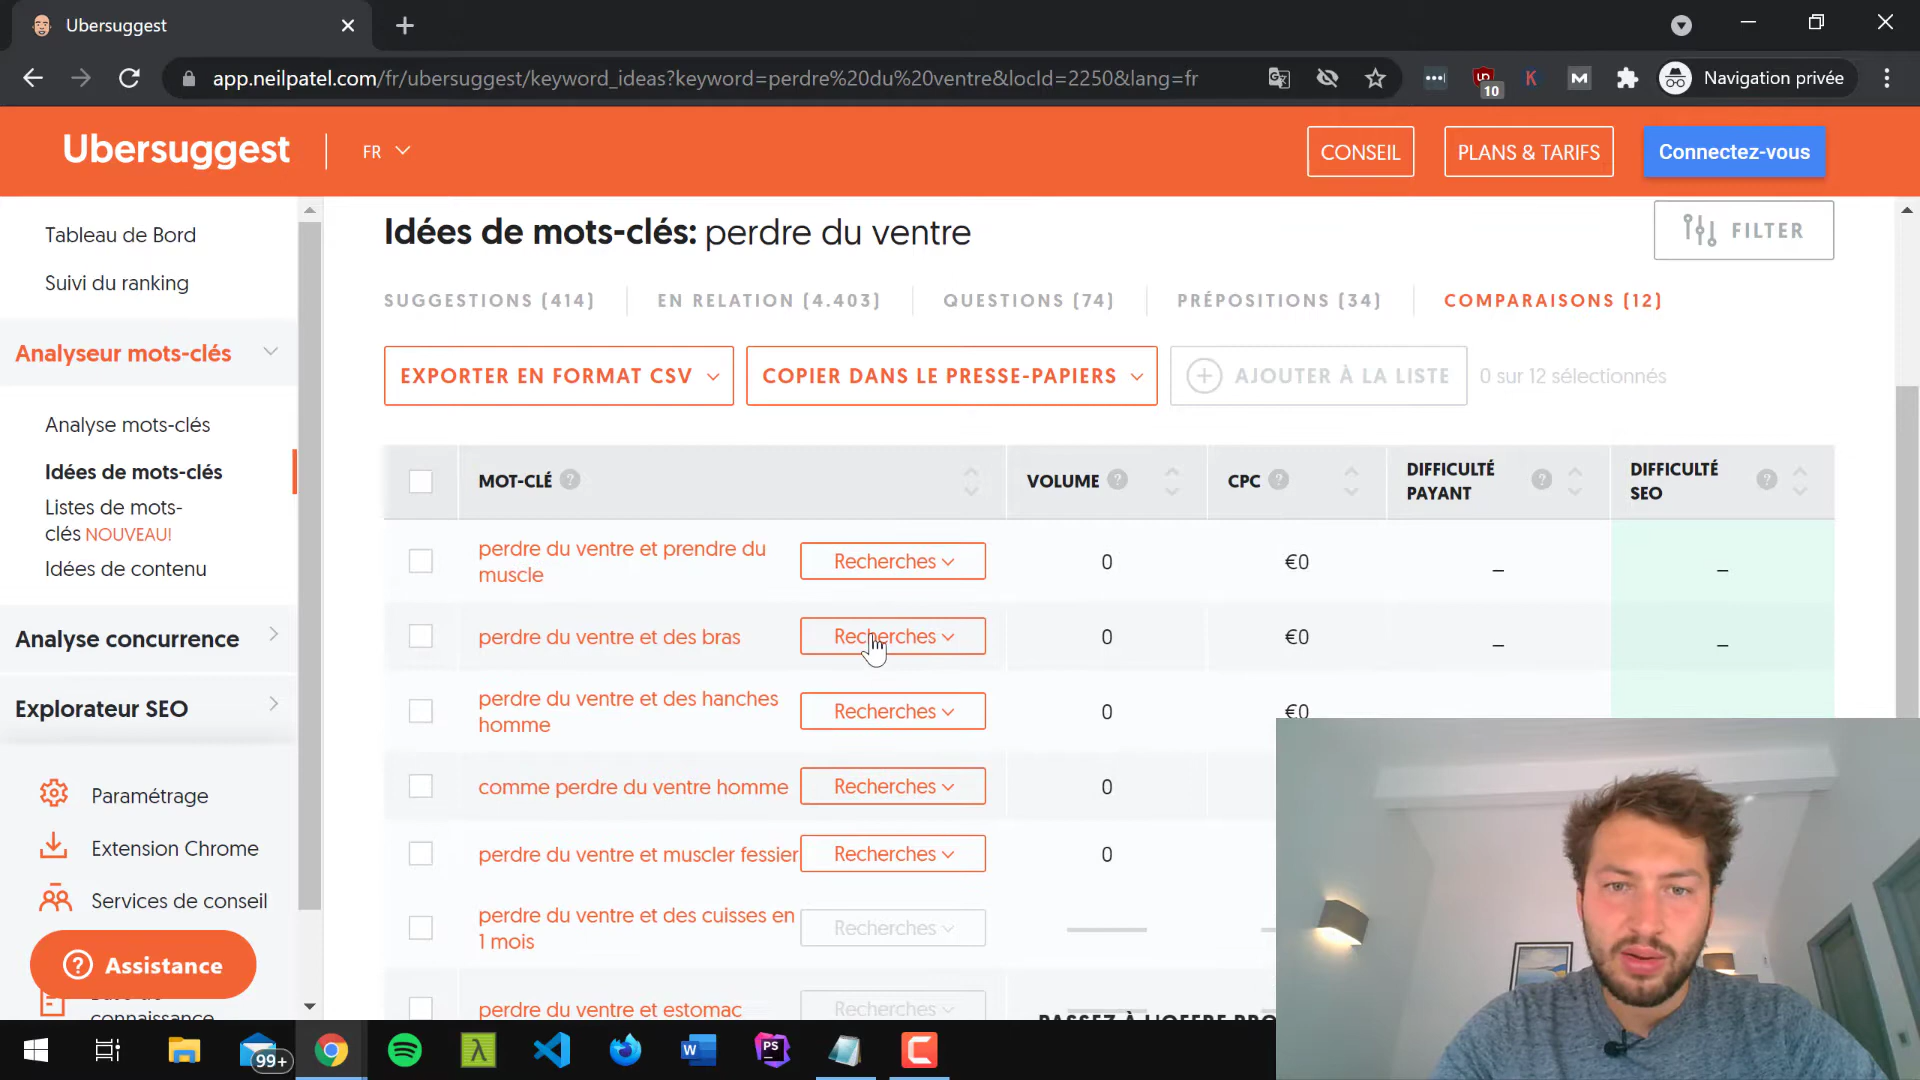 Ubersuggest
app.neilpatel.com/fr/ubersuggest/keyword_ideas?keyword=perdre%20du%20ventre&locId=2250&lang=fr
10
K
M
Navigation privée
Ubersuggest
FR
CONSEIL
PLANS & TARIFS
Connectez-vous
Tableau de Bord
Suivi du ranking
Analyseur mots-clés
Analyse mots-clés
Idées de mots-clés
Listes de mots-
clés NOUVEAU!
Idées de contenu
Analyse concurrence
Explorateur SEO
Paramétrage
Extension Chrome
Services de conseil
Assistance
connaissance
Idées de mots-clés: perdre du ventre
FILTER
SUGGESTIONS (414)
EN RELATION (4.403)
QUESTIONS (74)
PRÉPOSITIONS (34)
COMPARAISONS (12)
EXPORTER EN FORMAT CSV
COPIER DANS LE PRESSE-PAPIERS
AJOUTER À LA LISTE
0 sur 12 sélectionnés
MOT-CLÉ
VOLUME
CPC
DIFFICULTÉ
PAYANT
DIFFICULTÉ
SEO
perdre du ventre et prendre du
muscle
Recherches
0
€0
–
–
perdre du ventre et des bras
Recherches
0
€0
–
–
perdre du ventre et des hanches
homme
Recherches
0
€0
comme perdre du ventre homme
Recherches
0
perdre du ventre et muscler fessier
Recherches
0
perdre du ventre et des cuisses en
1 mois
Recherches
perdre du ventre et estomac
Recherches
PASSEZ À L'OFFRE PRO
99+
W
PS